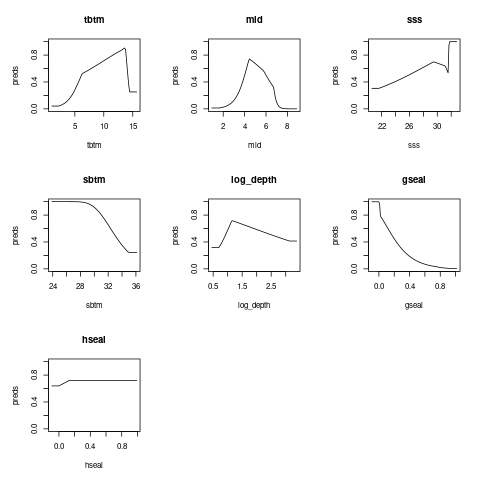 tbtm
preds
0.0 0.4 0.8
5 10 15
tbtm
mld
preds
0.0 0.4 0.8
2 4 6 8
mld
sss
preds
0.0 0.4 0.8
22 26 30
sss
sbtm
preds
0.0 0.4 0.8
24 28 32 36
sbtm
log_depth
preds
0.0 0.4 0.8
0.5 1.5 2.5
log_depth
gseal
preds
0.0 0.4 0.8
0.0 0.4 0.8
gseal
hseal
preds
0.0 0.4 0.8
0.0 0.4 0.8
hseal